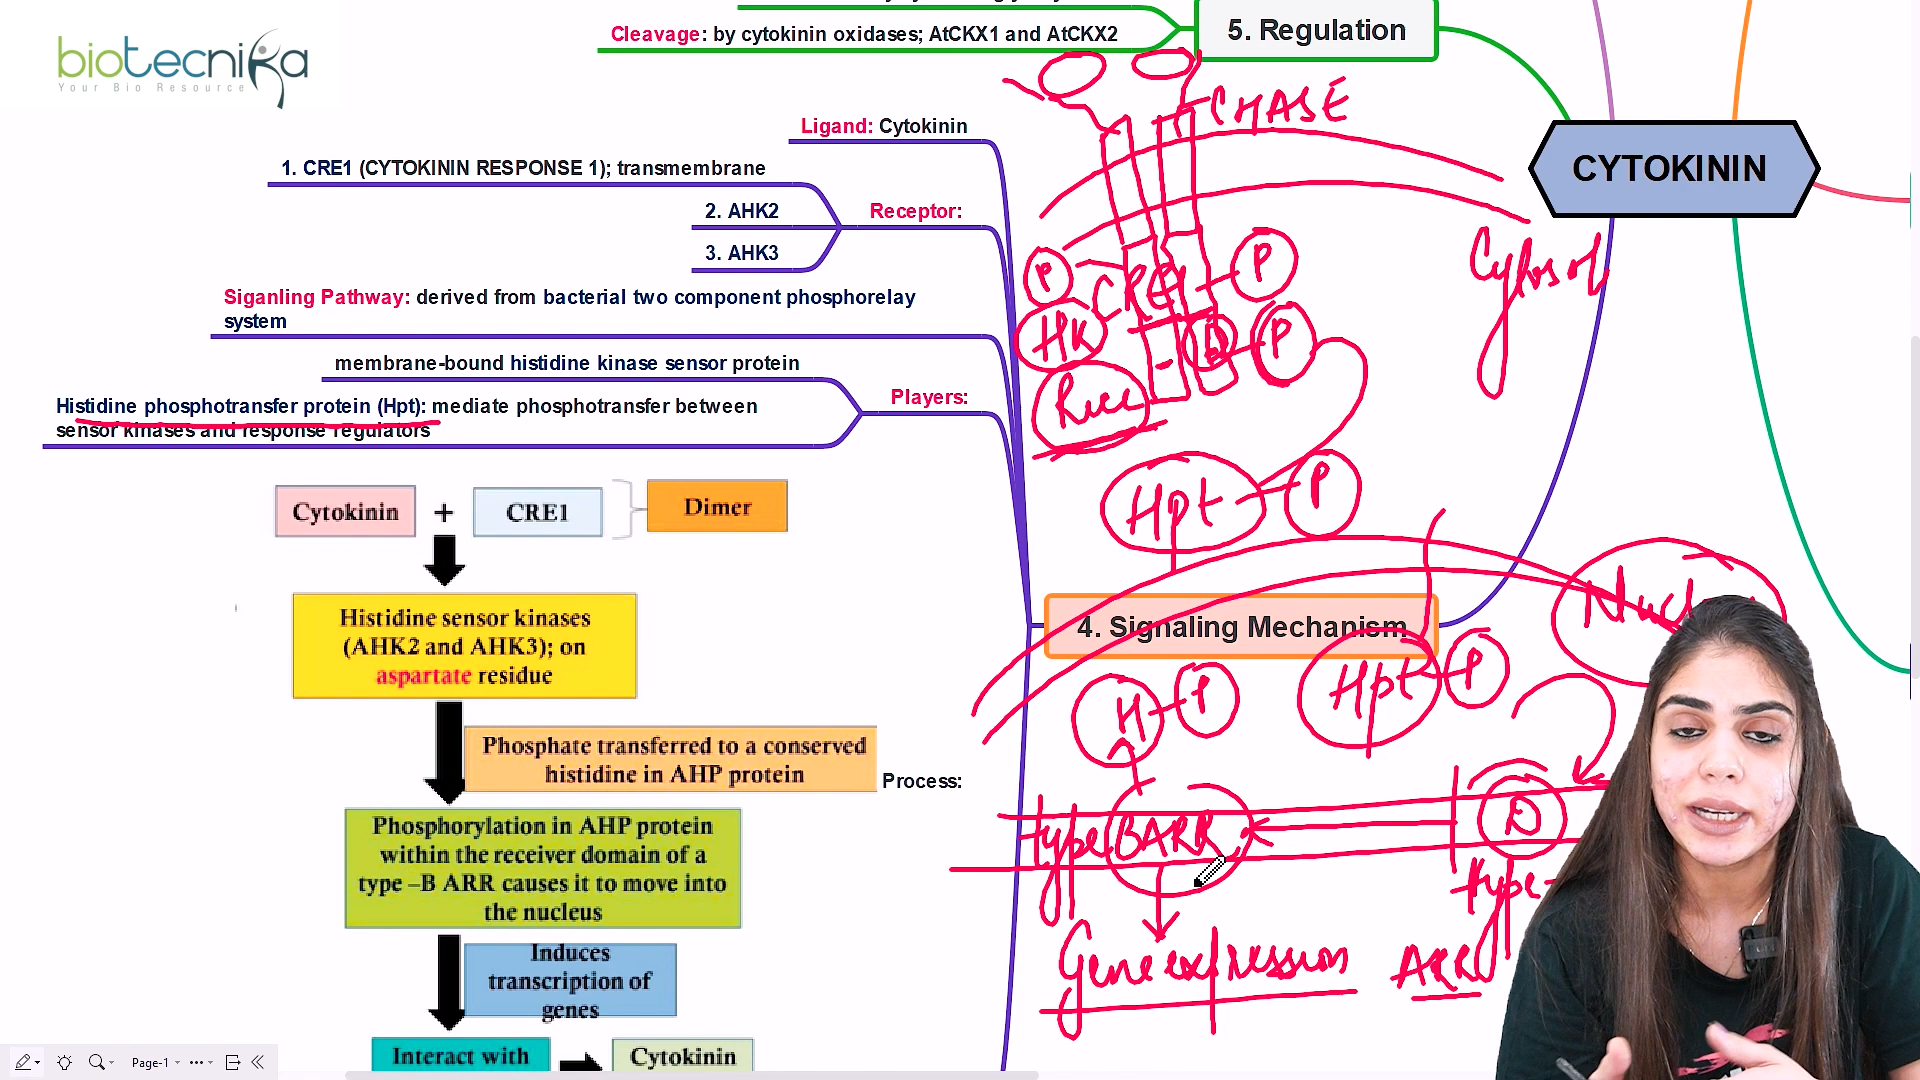 biotecnika
Your Bio Resource
Cleavage: by cytokinin oxidases; AtCKX1 and AtCKX2
5. Regulation
CHASE
Ligand: Cytokinin
1. CRE1 (CYTOKININ RESPONSE 1); transmembrane
2. AHK2
3. AHK3
Receptor:
CYTOKININ
Cytosol
P
CRE1
P
Siganling Pathway: derived from bacterial two component phosphorelay
system
HK
D
P
membrane-bound histidine kinase sensor protein
Histidine phosphotransfer protein (Hpt): mediate phosphotransfer between
sensor kinases and response regulators
Players:
Hpt
P
Cytokinin
+
CRE1
Dimer
Histidine sensor kinases
(AHK2 and AHK3); on
aspartate residue
4. Signaling Mechanism
H
P
Hpt
P
Phosphate transferred to a conserved
histidine in AHP protein
Process:
Phosphorylation in AHP protein
within the receiver domain of a
type –B ARR causes it to move into
the nucleus
type BARR
D
type-
Gene expression
ARR
Induces
transcription of
genes
Interact with
Cytokinin
Page-1